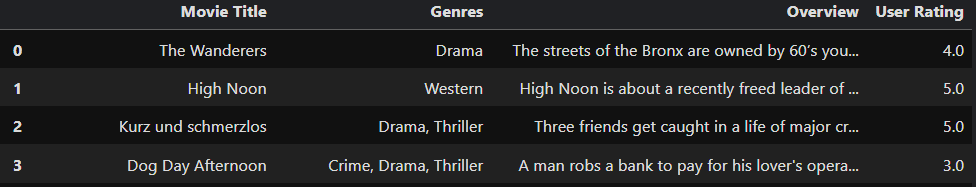 Movie Title Genres Overview User Rating
0 The Wanderers Drama The streets of the Bronx are owned by 60’s you... 4.0
1 High Noon Western High Noon is about a recently freed leader of ... 5.0
2 Kurz und schmerzlos Drama, Thriller Three friends get caught in a life of major cr... 5.0
3 Dog Day Afternoon Crime, Drama, Thriller A man robs a bank to pay for his lover's opera... 3.0